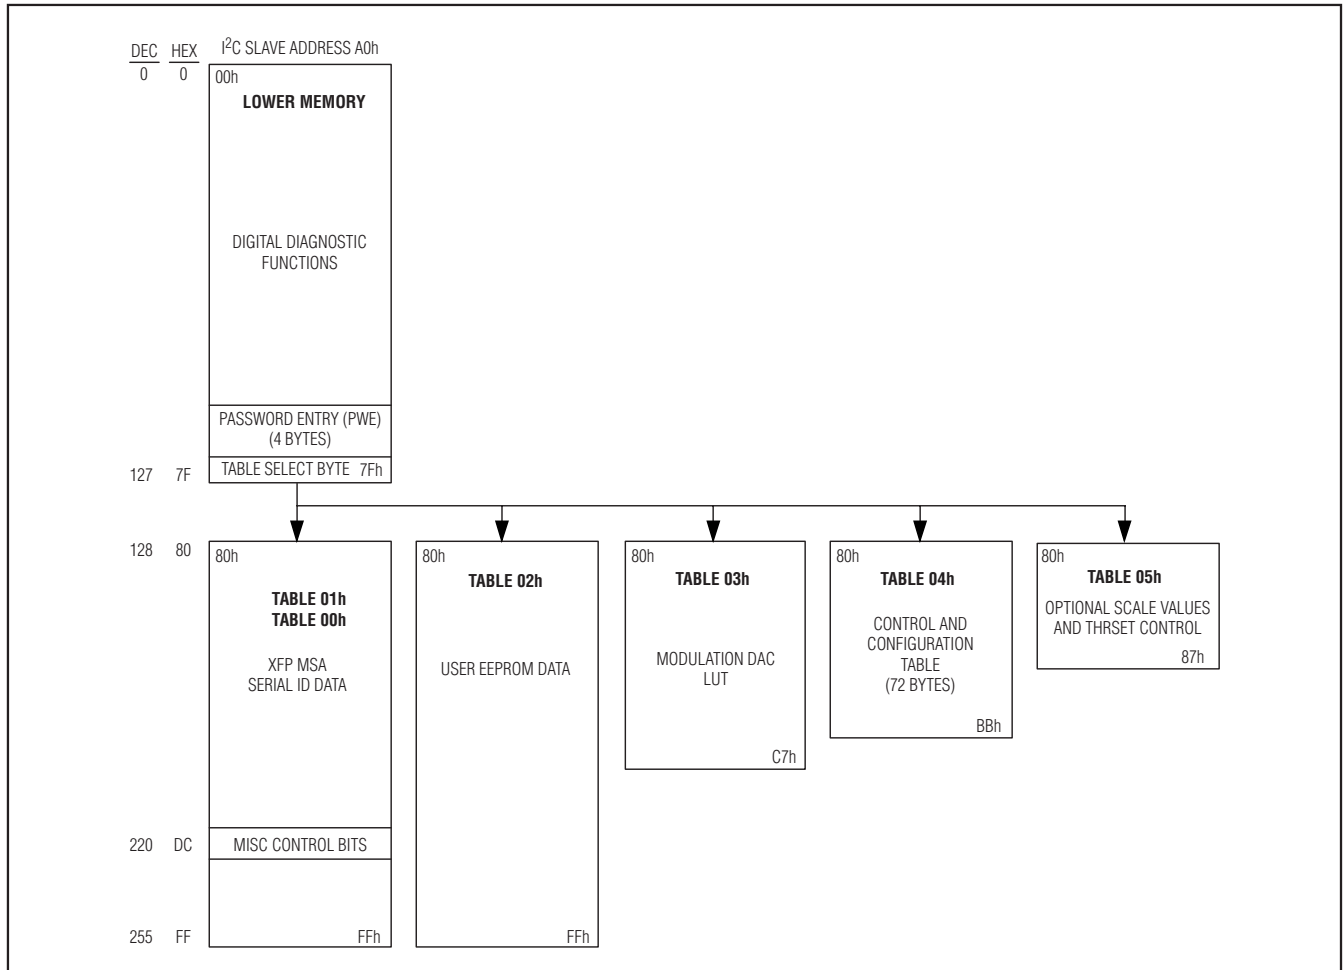 DEC HEX I²C SLAVE ADDRESS A0h
0 0 00h
LOWER MEMORY
DIGITAL DIAGNOSTIC
FUNCTIONS
PASSWORD ENTRY (PWE)
(4 BYTES)
127 7F TABLE SELECT BYTE 7Fh
128 80
80h
TABLE 01h
TABLE 00h
XFP MSA
SERIAL ID DATA
220 DC MISC CONTROL BITS
255 FF FFh
80h
TABLE 02h
USER EEPROM DATA
FFh
80h
TABLE 03h
MODULATION DAC
LUT
C7h
80h
TABLE 04h
CONTROL AND
CONFIGURATION
TABLE
(72 BYTES)
BBh
80h
TABLE 05h
OPTIONAL SCALE VALUES
AND THRSET CONTROL
87h